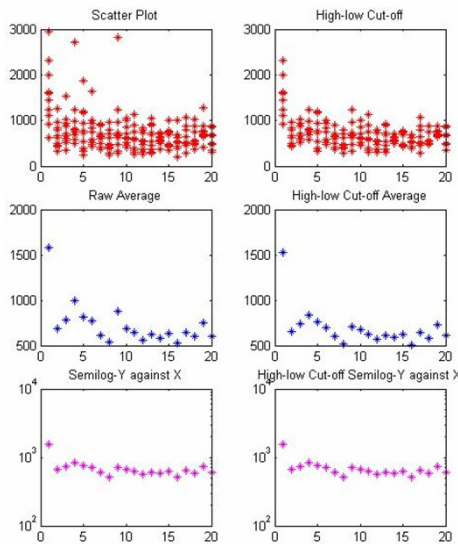 Scatter Plot
3000
2000
1000
0
0 5 10 15 20
High-low Cut-off
3000
2000
1000
0
0 5 10 15 20
Raw Average
2000
1500
1000
500
0 5 10 15 20
High-low Cut-off Average
2000
1500
1000
500
0 5 10 15 20
Semilog-Y against X
10^4
10^3
10^2
0 5 10 15 20
High-low Cut-off Semilog-Y against X
10^4
10^3
10^2
0 5 10 15 20